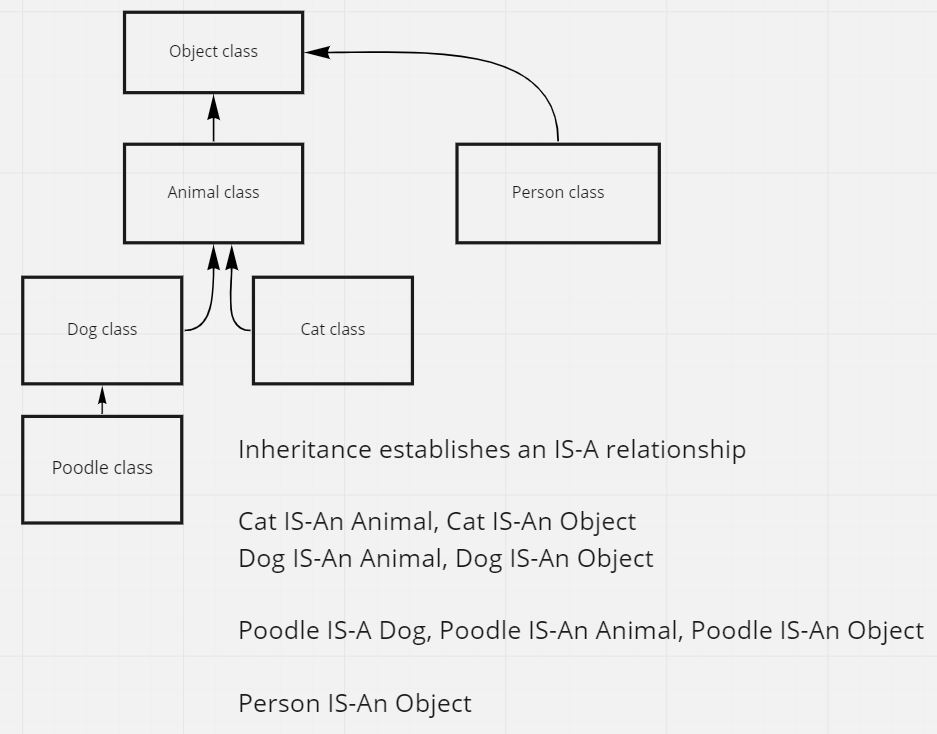 Object class
Animal class
Person class
Dog class
Cat class
Poodle class
Inheritance establishes an IS-A relationship
Cat IS-An Animal, Cat IS-An Object
Dog IS-An Animal, Dog IS-An Object
Poodle IS-A Dog, Poodle IS-An Animal, Poodle IS-An Object
Person IS-An Object